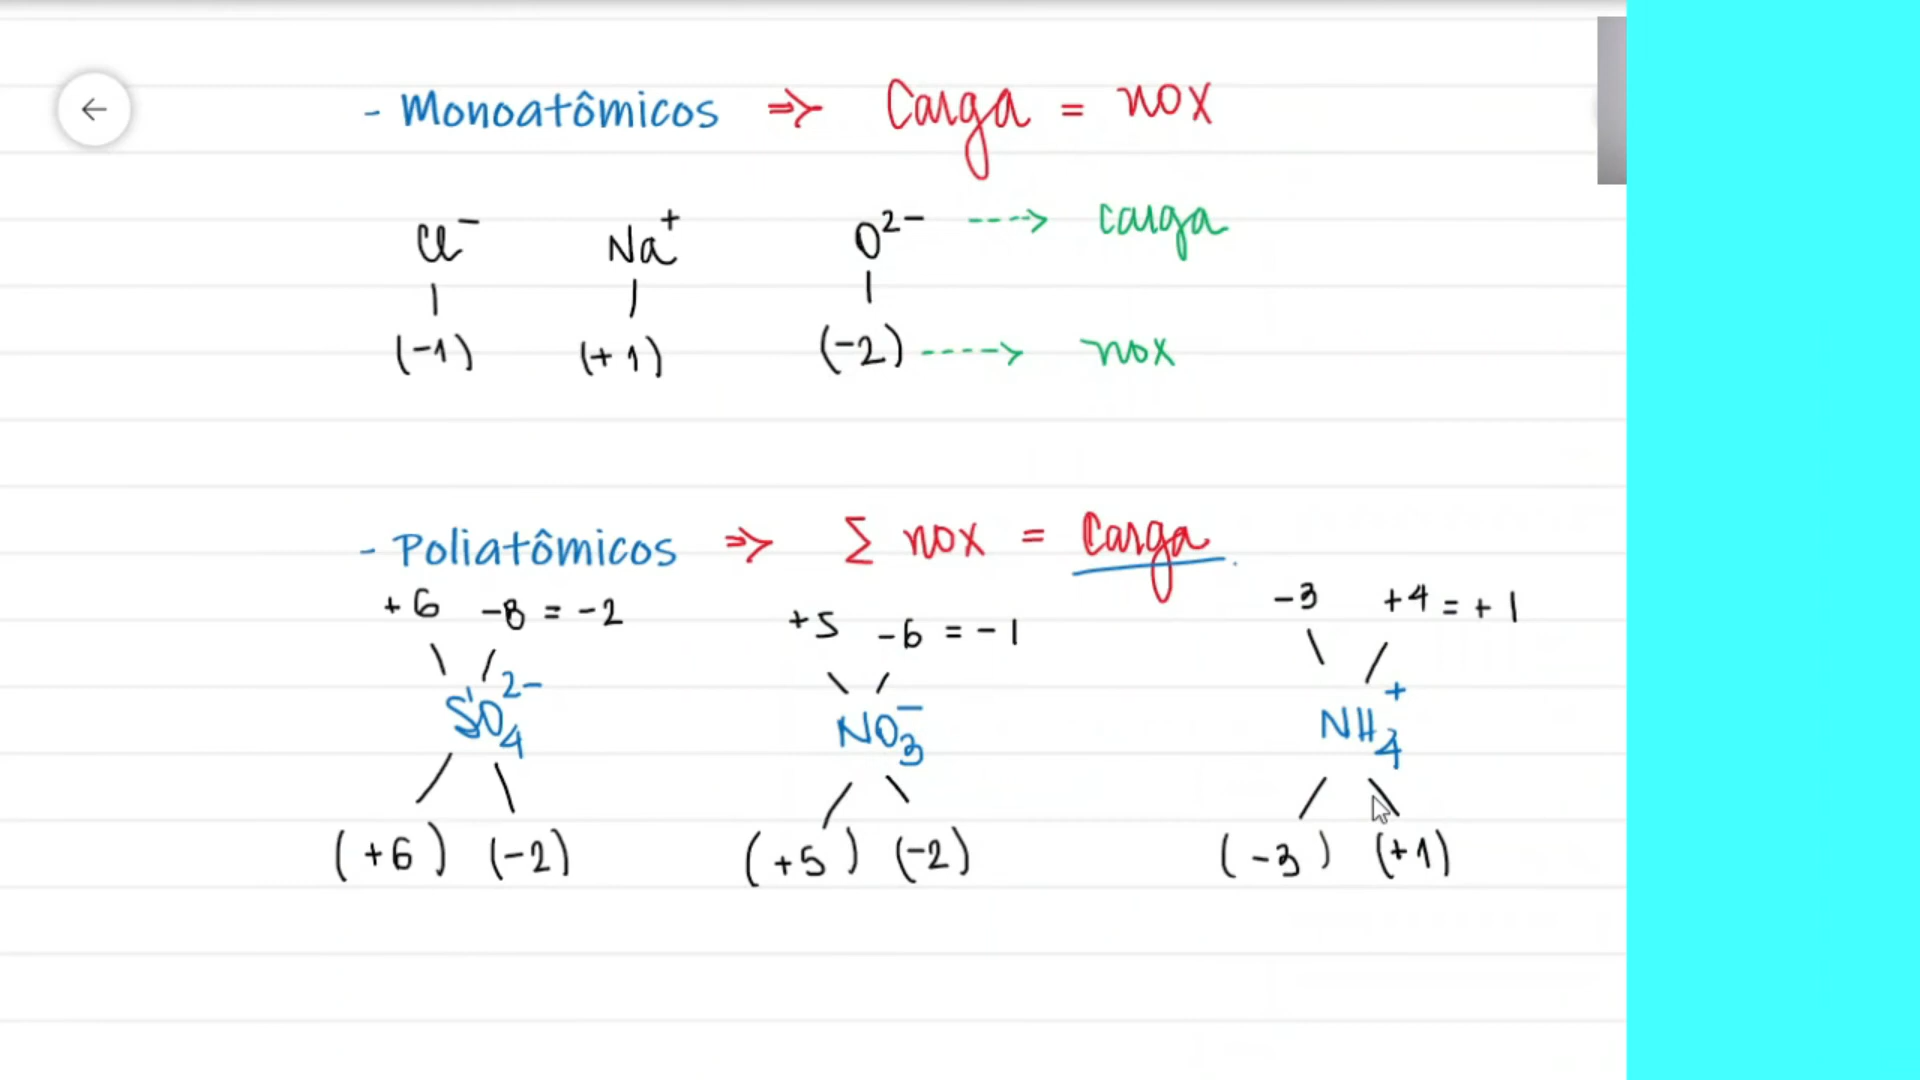 - Monoatômicos ⇒ Carga = nox
Cl⁻ Na⁺ O²⁻ ----> carga
(-1) (+1) (-2) ----> nox
- Poliatômicos ⇒ Σ nox = Carga.
+6 -8 = -2 +5 -6 = -1 -3 +4 = +1
SO₄²⁻ NO₃⁻ NH₄⁺
(+6) (-2) (+5) (-2) (-3) (+1)